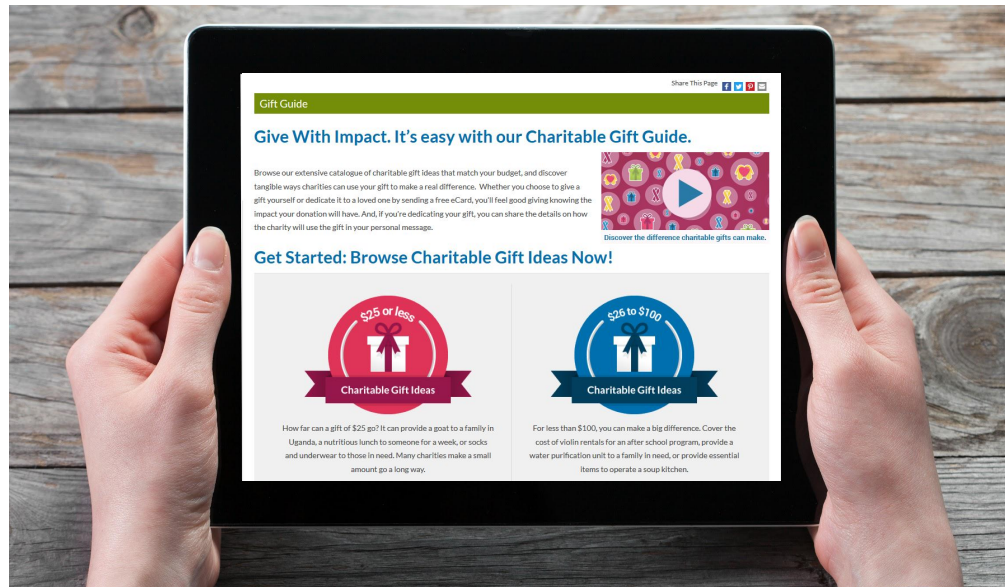 Share This Page
Gift Guide
Give With Impact. It's easy with our Charitable Gift Guide.
Browse our extensive catalogue of charitable gift ideas that match your budget, and discover
tangible ways charities can use your gift to make a real difference.  Whether you choose to give a
gift yourself or dedicate it to a loved one by sending a free eCard, you'll feel good giving knowing the
impact your donation will have. And, if you're dedicating your gift, you can share the details on how
the charity will use the gift in your personal message.
Discover the difference charitable gifts can make.
Get Started: Browse Charitable Gift Ideas Now!
$25 or less
Charitable Gift Ideas
How far can a gift of $25 go? It can provide a goat to a family in
Uganda, a nutritious lunch to someone for a week, or socks
and underwear to those in need. Many charities make a small
amount go a long way.
$26 to $100
Charitable Gift Ideas
For less than $100, you can make a big difference. Cover the
cost of violin rentals for an after school program, provide a
water purification unit to a family in need, or provide essential
items to operate a soup kitchen.